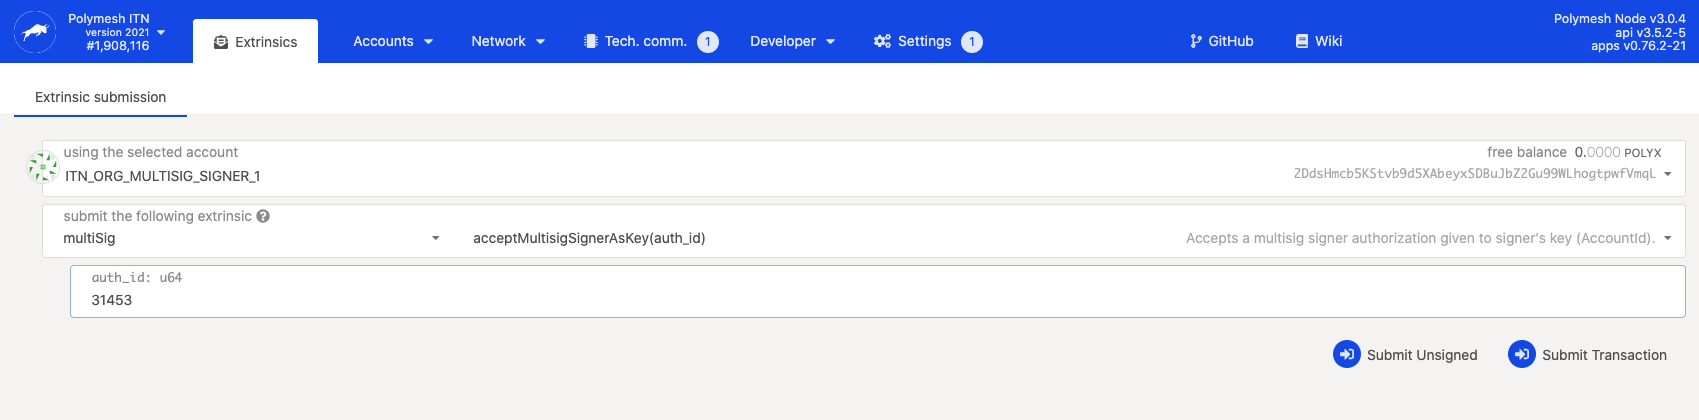 Polymesh ITN
version 2021
#1,908,116
Extrinsics
Accounts
Network
Tech. comm. 1
Developer
Settings 1
GitHub
Wiki
Polymesh Node v3.0.4
api v3.5.2-5
apps v0.76.2-21
Extrinsic submission
using the selected account
free balance 0.0000 POLYX
ITN_ORG_MULTISIG_SIGNER_1
2DdsHmcb5KStvb9d5XAbeyxSDBuJbZ2Gu99WLhogtpwfVmqL
submit the following extrinsic ?
multiSig
acceptMultisigSignerAsKey(auth_id)
Accepts a multisig signer authorization given to signer's key (AccountId).
auth_id: u64
31453
Submit Unsigned
Submit Transaction